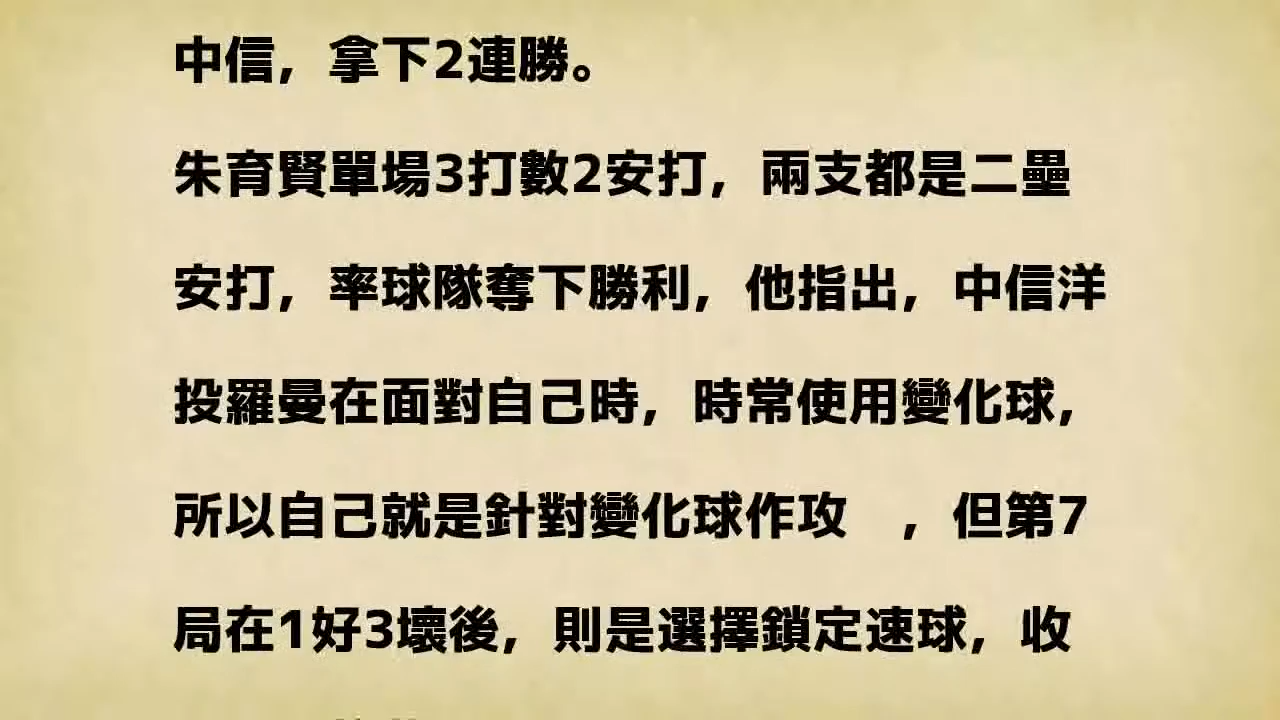 中信，拿下2連勝。
朱育賢單場3打數2安打，兩支都是二壘
安打，率球隊奪下勝利，他指出，中信洋
投羅曼在面對自己時，時常使用變化球，
所以自己就是針對變化球作攻　，但第7
局在1好3壞後，則是選擇鎖定速球，收